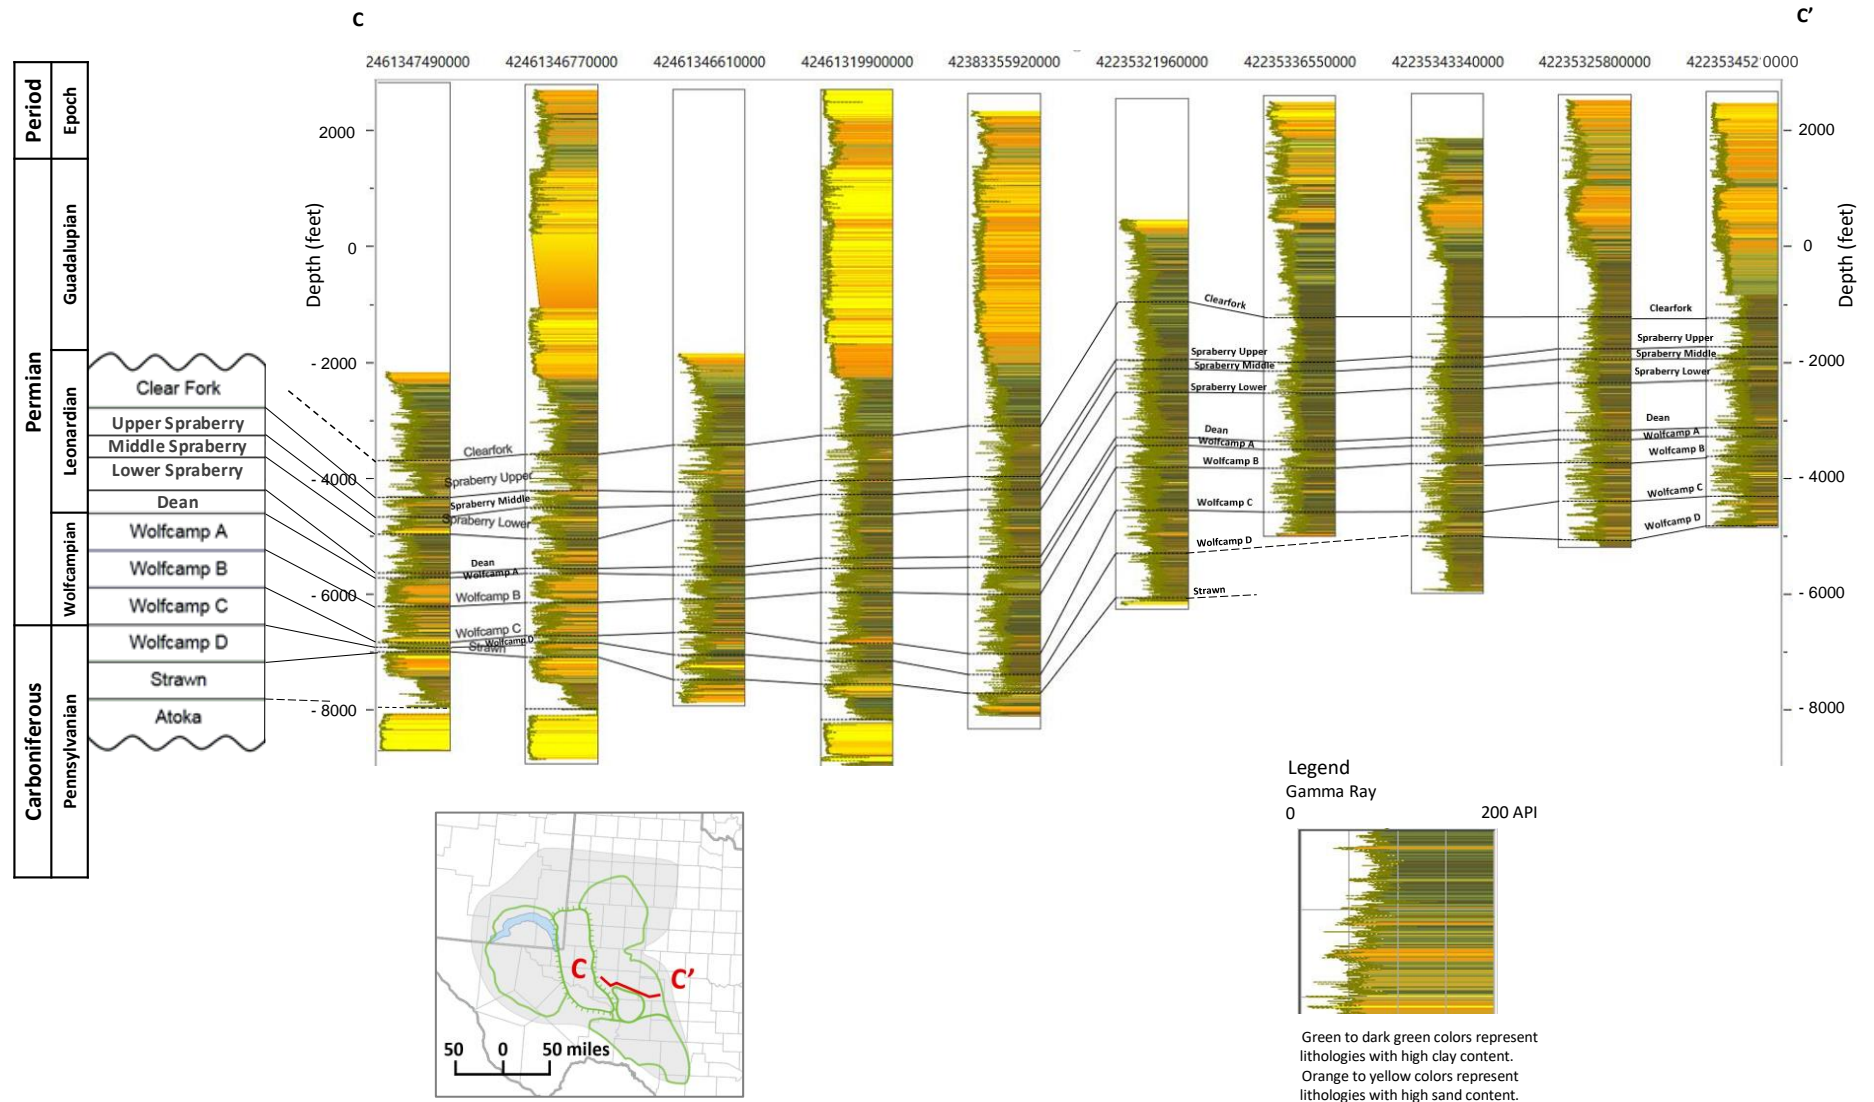 C
C'
2461347490000 42461346770000 42461346610000 42461319900000 42383355920000 42235321960000 42235336550000 42235343340000 42235325800000 422353452'0000
Period
Epoch
Permian
Guadalupian
Leonardian
Wolfcampian
Carboniferous
Pennsylvanian
Clear Fork
Upper Spraberry
Middle Spraberry
Lower Spraberry
Dean
Wolfcamp A
Wolfcamp B
Wolfcamp C
Wolfcamp D
Strawn
Atoka
Depth (feet)
2000
0
- 2000
- 4000
- 6000
- 8000
Clearfork
Spraberry Upper
Spraberry Middle
Spraberry Lower
Dean
Wolfcamp A
Wolfcamp B
Wolfcamp C
Wolfcamp D
Strawn
Clearfork
Spraberry Upper
Spraberry Middle
Spraberry Lower
Dean
Wolfcamp A
Wolfcamp B
Wolfcamp C
Wolfcamp D
Strawn
Clearfork
Spraberry Upper
Spraberry Middle
Spraberry Lower
Dean
Wolfcamp A
Wolfcamp B
Wolfcamp C
Wolfcamp D
2000
0
- 2000
- 4000
- 6000
- 8000
Depth (feet)
C
C'
50 0 50 miles
Legend
Gamma Ray
0 200 API
Green to dark green colors represent
lithologies with high clay content.
Orange to yellow colors represent
lithologies with high sand content.